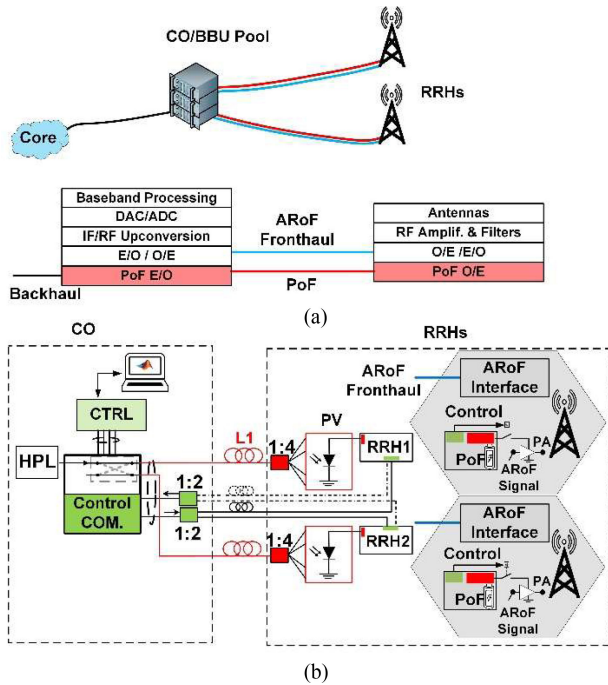 CO/BBU Pool
RRHs
Core
Baseband Processing
DAC/ADC
IF/RF Upconversion
E/O / O/E
PoF E/O
Backhaul
ARoF
Fronthaul
PoF
Antennas
RF Amplif. & Filters
O/E /E/O
PoF O/E
(a)
CO
CTRL
HPL
Control
COM.
L1
1:4
1:2
1:2
1:4
RRHs
PV
RRH1
RRH2
ARoF
Fronthaul
ARoF
Interface
Control
PoF
PA
ARoF
Signal
ARoF
Interface
Control
PoF
PA
ARoF
Signal
(b)